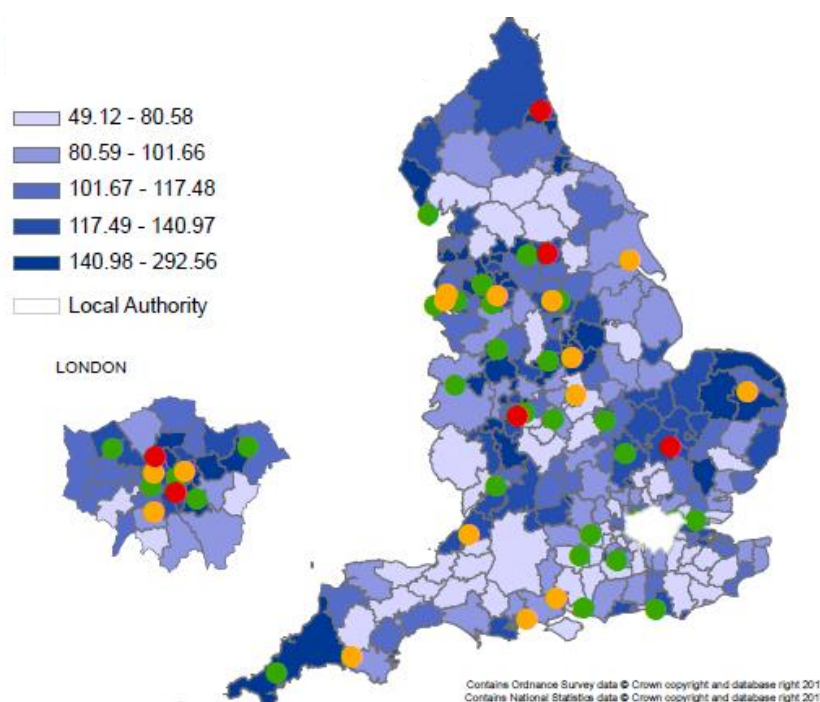 49.12 - 80.58
80.59 - 101.66
101.67 - 117.48
117.49 - 140.97
140.98 - 292.56
Local Authority
LONDON
Contains Ordnance Survey data © Crown copyright and database right 201
Contains National Statistics data © Crown copyright and database right 201